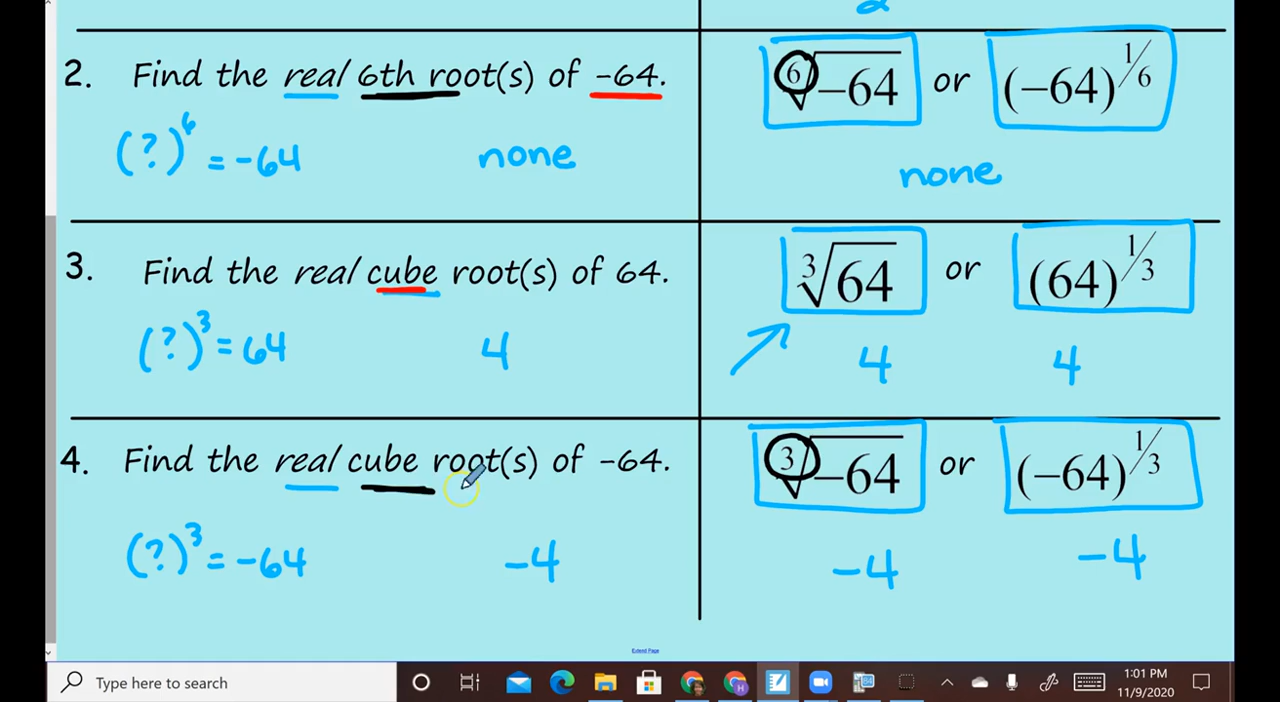 2
2. Find the real 6th root(s) of -64. ⁶√-64 or (-64)^1/6
(?)^6 = -64 none none
3. Find the real cube root(s) of 64. ³√64 or (64)^1/3
(?)^3 = 64 4 4 4
4. Find the real cube root(s) of -64. ³√-64 or (-64)^1/3
(?)^3 = -64 -4 -4 -4
Extend Page
Type here to search 1:01 PM
11/9/2020